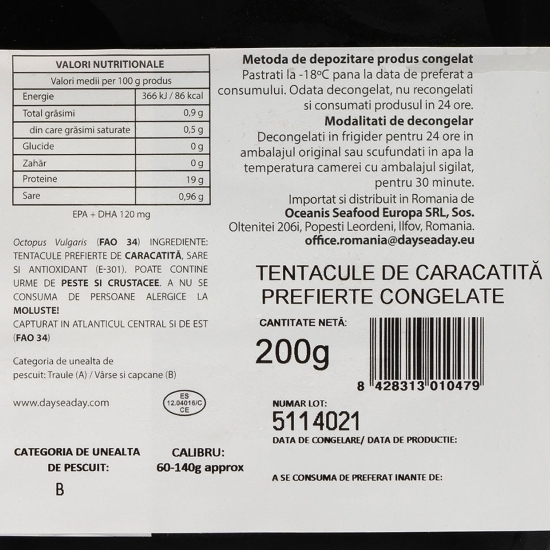 VALORI NUTRITIONALE
Valori medii per 100 g produs
Energie 366 kJ / 86 kcal
Total grăsimi 0,9 g
din care grăsimi saturate 0,5 g
Glucide 0 g
Zahăr 0 g
Proteine 19 g
Sare 0,96 g
EPA + DHA 120 mg
Octopus Vulgaris (FAO 34) INGREDIENTE:
TENTACULE PREFIERTE DE CARACATITĂ, SARE
SI ANTIOXIDANT (E-301). POATE CONTINE
URME DE PESTE SI CRUSTACEE. A NU SE
CONSUMA DE PERSOANE ALERGICE LA
MOLUSTE!
CAPTURAT IN ATLANTICUL CENTRAL SI DE EST
(FAO 34)
Categoria de unealta de
pescuit: Traule (A) / Vârse si capcane (B)
www.dayseaday.com
ES
12.04016/C
CE
CATEGORIA DE UNEALTA
DE PESCUIT:
B
CALIBRU:
60-140g approx
Metoda de depozitare produs congelat
Pastrati la -18ºC pana la data de preferat a
consumului. Odata decongelat, nu recongelati
si consumati produsul in 24 ore.
Modalitati de decongelar
Decongelati in frigider pentru 24 ore in
ambalajul original sau scufundati in apa la
temperatura camerei cu ambalajul sigilat,
pentru 30 minute.
Importat si distribuit in Romania de
Oceanis Seafood Europa SRL, Sos.
Oltenitei 206i, Popesti Leordeni, Ilfov, Romania.
office.romania@dayseaday.eu
TENTACULE DE CARACATITĂ
PREFIERTE CONGELATE
CANTITATE NETĂ:
200g
8 428313 010479
NUMAR LOT:
5114021
DATA DE CONGELARE/ DATA DE PRODUCTIE:
A SE CONSUMA DE PREFERAT INANTE DE: